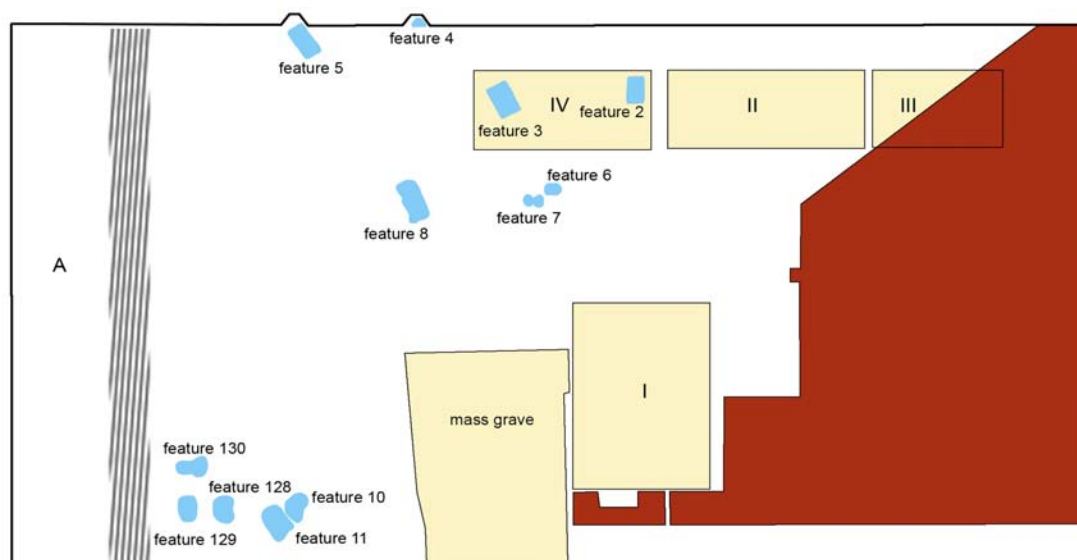 feature 4
feature 5
IV
II
III
feature 3
feature 2
feature 6
feature 7
feature 8
A
I
mass grave
feature 130
feature 128
feature 10
feature 129
feature 11